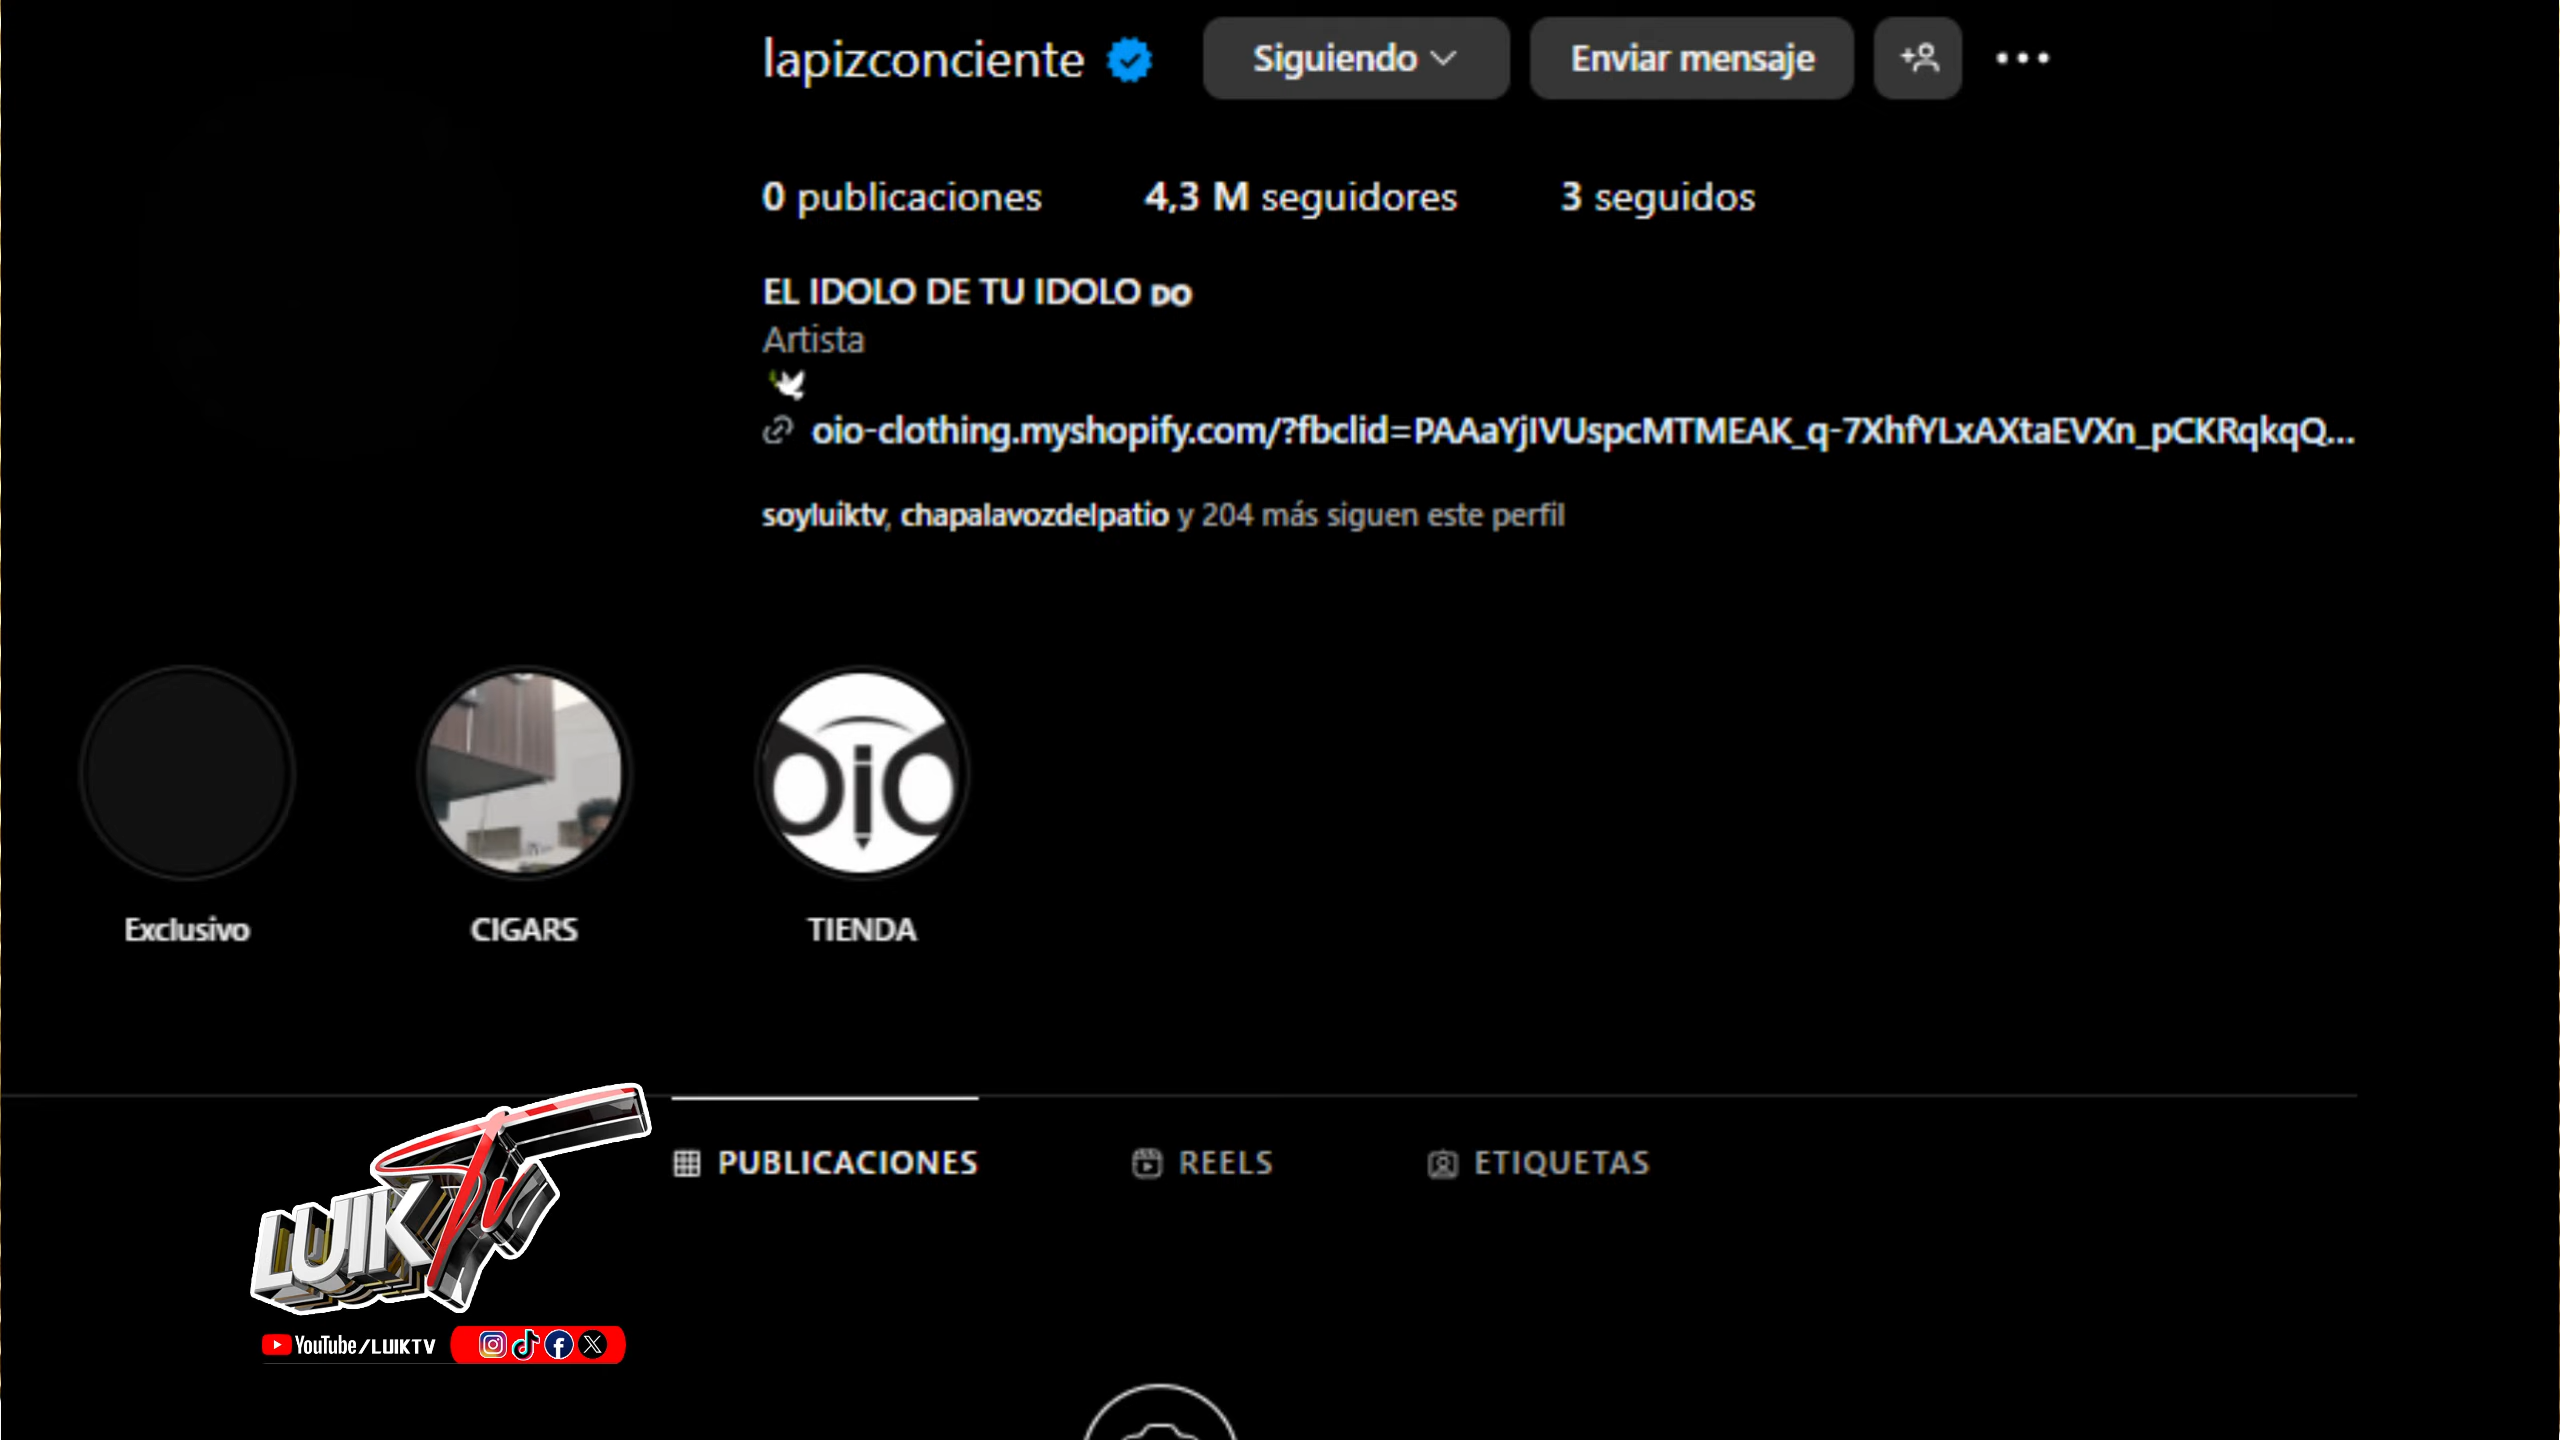 lapizconciente
Siguiendo
Enviar mensaje
0 publicaciones
4,3 M seguidores
3 seguidos
EL IDOLO DE TU IDOLO DO
Artista
oio-clothing.myshopify.com/?fbclid=PAAaYjIVUspcMTMEAK_q-7XhfYLxAXtaEVXn_pCKRqkqQ...
soyluiktv, chapalavozdelpatio y 204 más siguen este perfil
OiO
Exclusivo
CIGARS
TIENDA
PUBLICACIONES
REELS
ETIQUETAS
LUIK TV
YouTube/LUIKTV